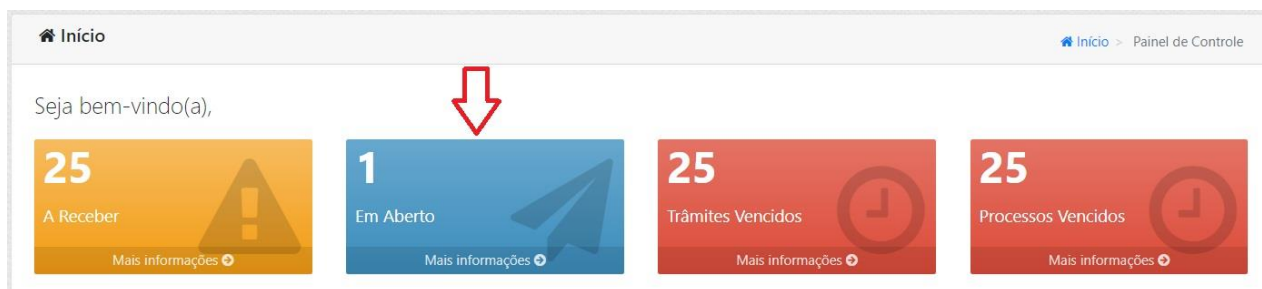 Início
Início > Painel de Controle
Seja bem-vindo(a),
25
A Receber
Mais informações
1
Em Aberto
Mais informações
25
Trâmites Vencidos
Mais informações
25
Processos Vencidos
Mais informações